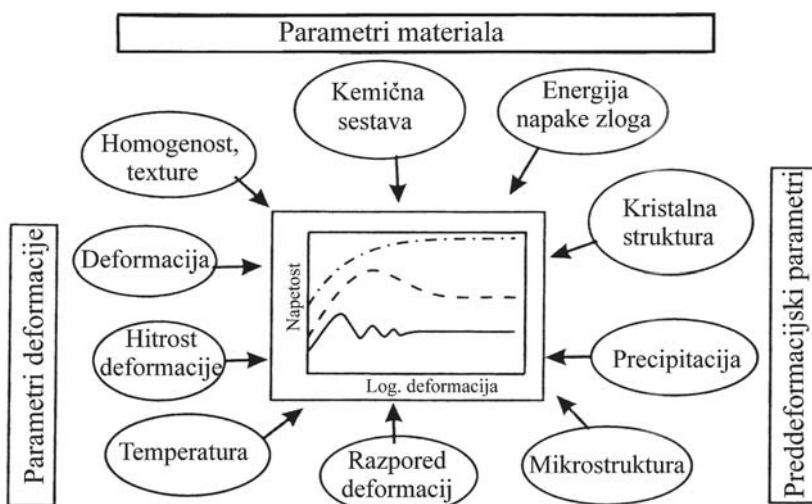 Parametri materiala
Kemična
sestava
Energija
napake zloga
Homogenost,
texture
Kristalna
struktura
Deformacija
Hitrost
deformacije
Precipitacija
Temperatura
Razpored
deformacij
Mikrostruktura
Parametri deformacije
Preddeformacijski parametri
Napetost
Log. deformacija